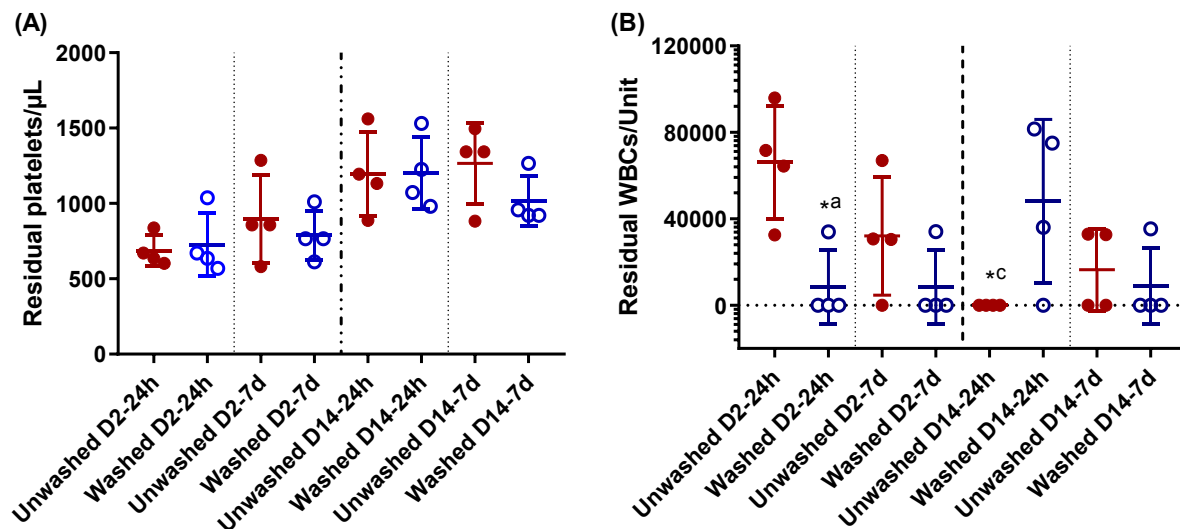 (A)
Residual platelets/µL
2000
1500
1000
500
0
Unwashed D2-24h
Washed D2-24h
Unwashed D2-7d
Washed D2-7d
Unwashed D14-24h
Washed D14-24h
Unwashed D14-7d
Washed D14-7d
(B)
Residual WBCs/Unit
120000
80000
40000
0
*a
*c
Unwashed D2-24h
Washed D2-24h
Unwashed D2-7d
Washed D2-7d
Unwashed D14-24h
Washed D14-24h
Unwashed D14-7d
Washed D14-7d